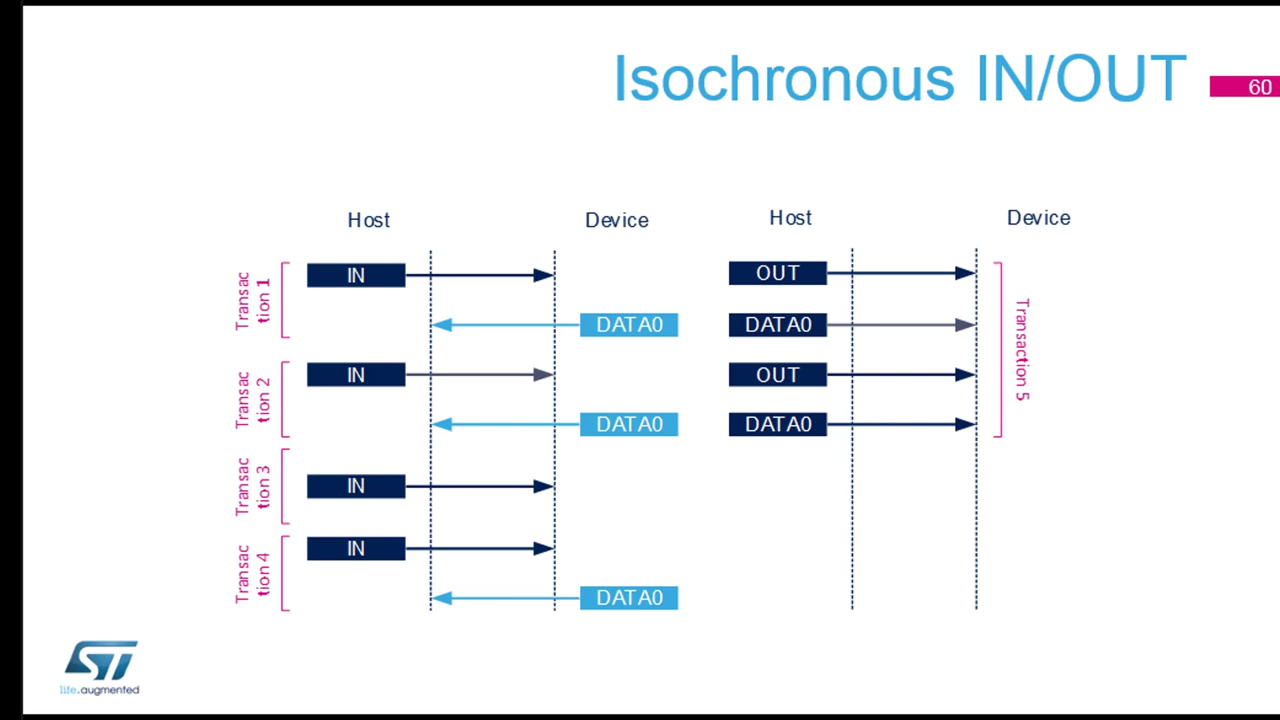 Isochronous IN/OUT
60
Host
Device
Transac
tion 1
IN
DATA0
Transac
tion 2
IN
DATA0
Transac
tion 3
IN
Transac
tion 4
IN
DATA0
Host
Device
OUT
DATA0
OUT
DATA0
Transaction 5
ST
life.augmented